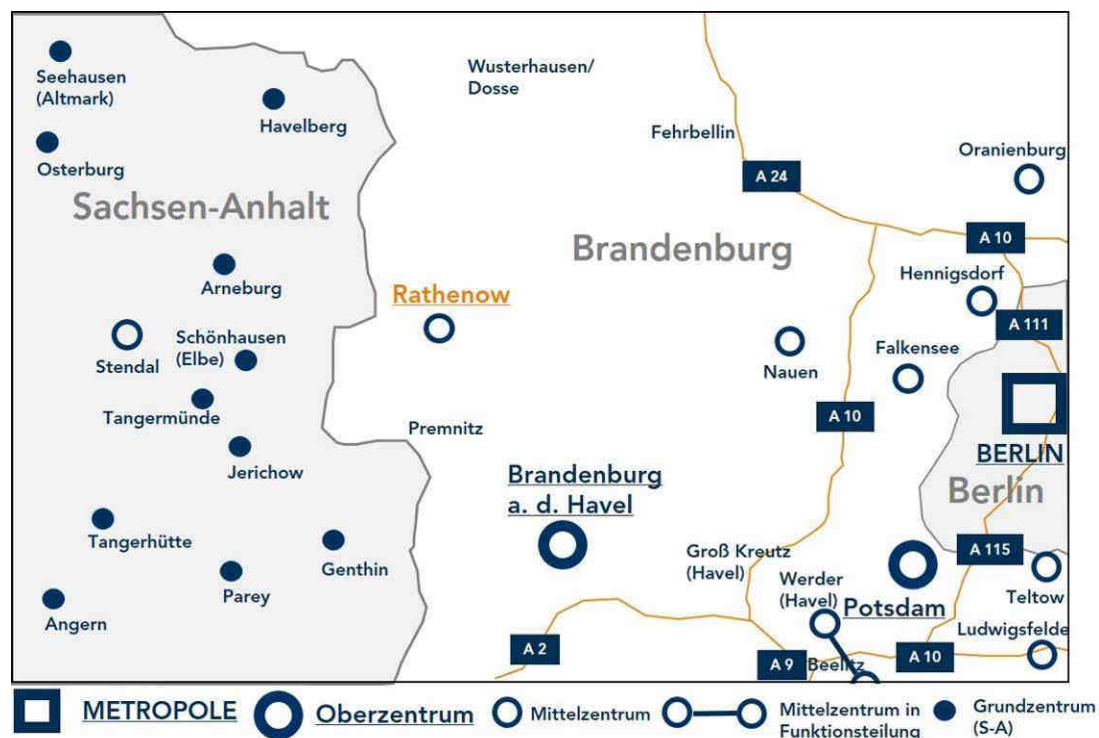 Seehausen
(Altmark)
Wusterhausen/
Dosse
Havelberg
Fehrbellin
Oranienburg
Osterburg
A 24
Sachsen-Anhalt
Brandenburg
A 10
Hennigsdorf
Arneburg
Rathenow
A 111
Schönhausen
(Elbe)
Stendal
Falkensee
Nauen
Tangermünde
A 10
Premnitz
Jerichow
BERLIN
Brandenburg
a. d. Havel
Berlin
Tangerhütte
Genthin
Groß Kreutz
(Havel)
A 115
Werder
(Havel)
Parey
Potsdam
Teltow
Angern
Ludwigsfelde
A 2
A 9
Beelitz
A 10
METROPOLE
Oberzentrum
Mittelzentrum
Mittelzentrum in
Funktionsteilung
Grundzentrum
(S-A)